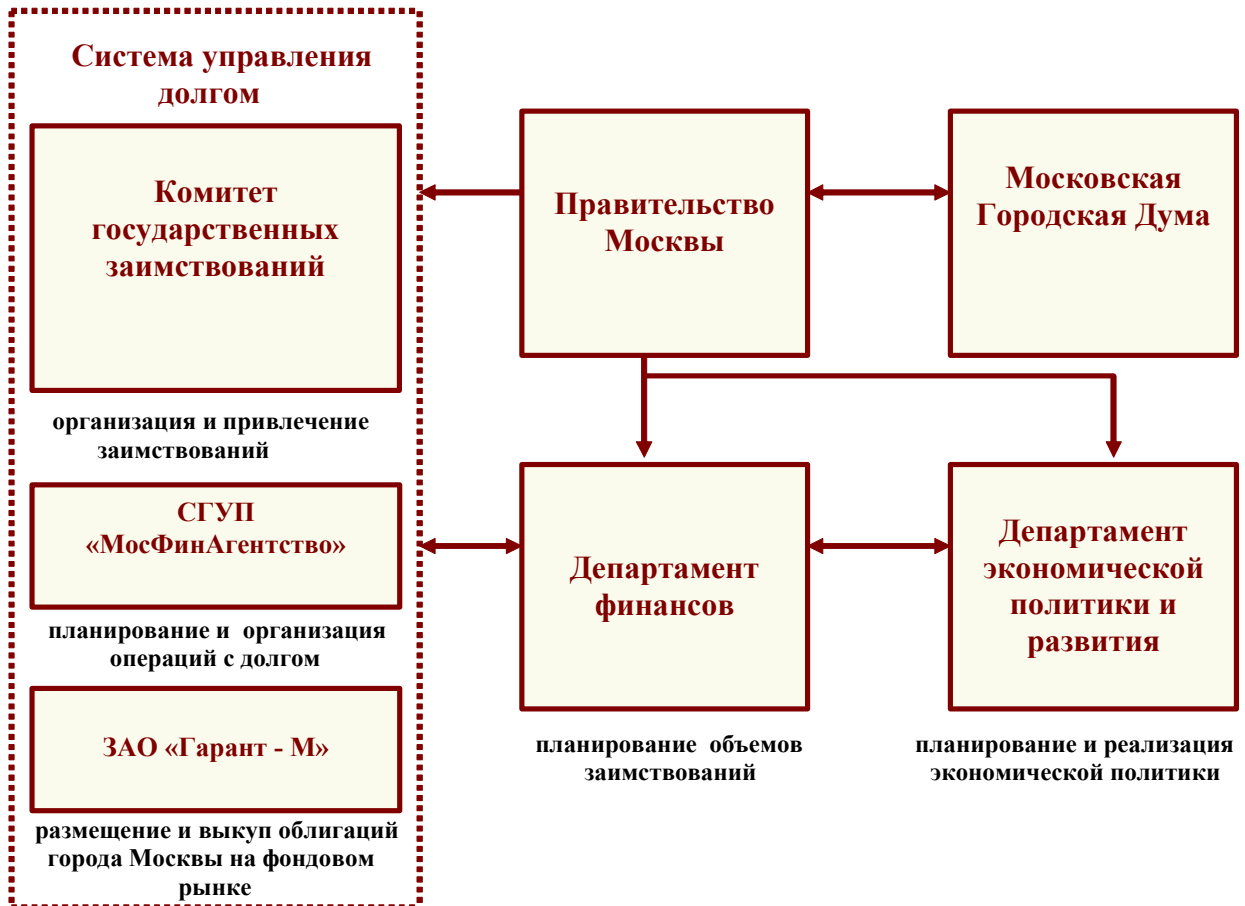 Система управления
долгом
Комитет
государственных
заимствований
организация и привлечение
заимствований
СГУП
«МосФинАгентство»
планирование и организация
операций с долгом
ЗАО «Гарант - М»
размещение и выкуп облигаций
города Москвы на фондовом
рынке
Правительство
Москвы
Московская
Городская Дума
Департамент
финансов
планирование объемов
заимствований
Департамент
экономической
политики и
развития
планирование и реализация
экономической политики